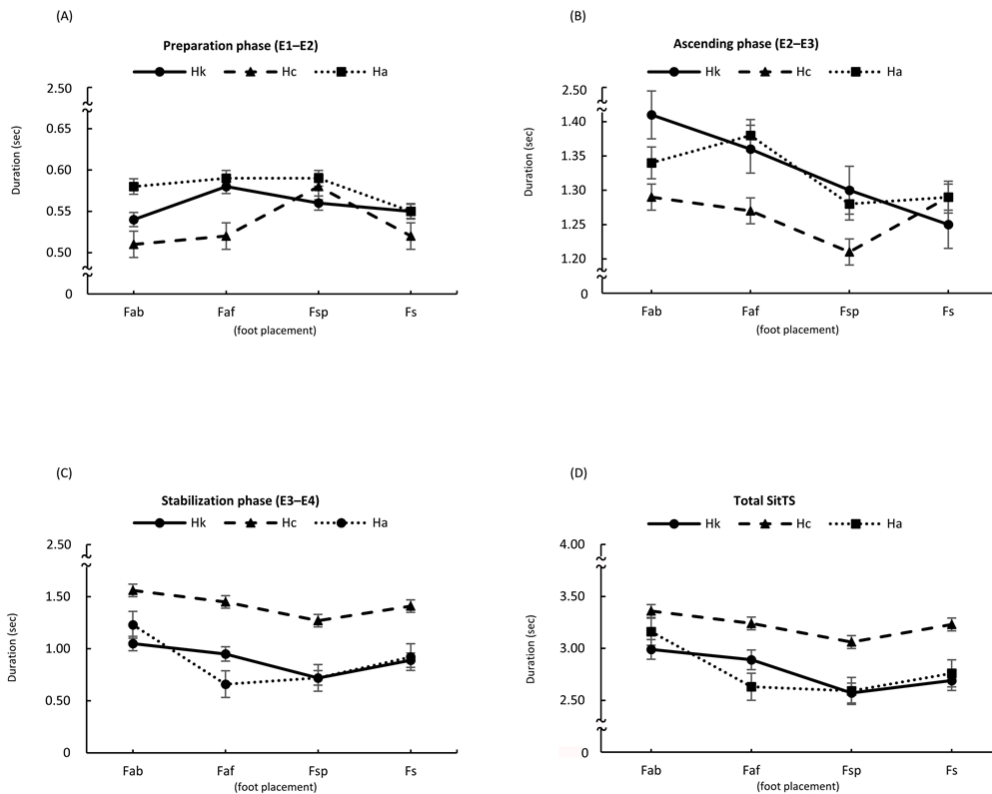 (A)
Preparation phase (E1–E2)
Hk Hc Ha
2.50
0.65
0.60
0.55
0.50
0
Duration (sec)
Fab Faf Fsp Fs
(foot placement)
(B)
Ascending phase (E2–E3)
Hk Hc Ha
2.50
1.40
1.35
1.30
1.25
1.20
0
Duration (sec)
Fab Faf Fsp Fs
(foot placement)
(C)
Stabilization phase (E3–E4)
Hk Hc Ha
2.50
1.50
1.00
0.50
0
Duration (sec)
Fab Faf Fsp Fs
(foot placement)
(D)
Total SitTS
Hk Hc Ha
4.00
3.50
3.00
2.50
0
Duration (sec)
Fab Faf Fsp Fs
(foot placement)